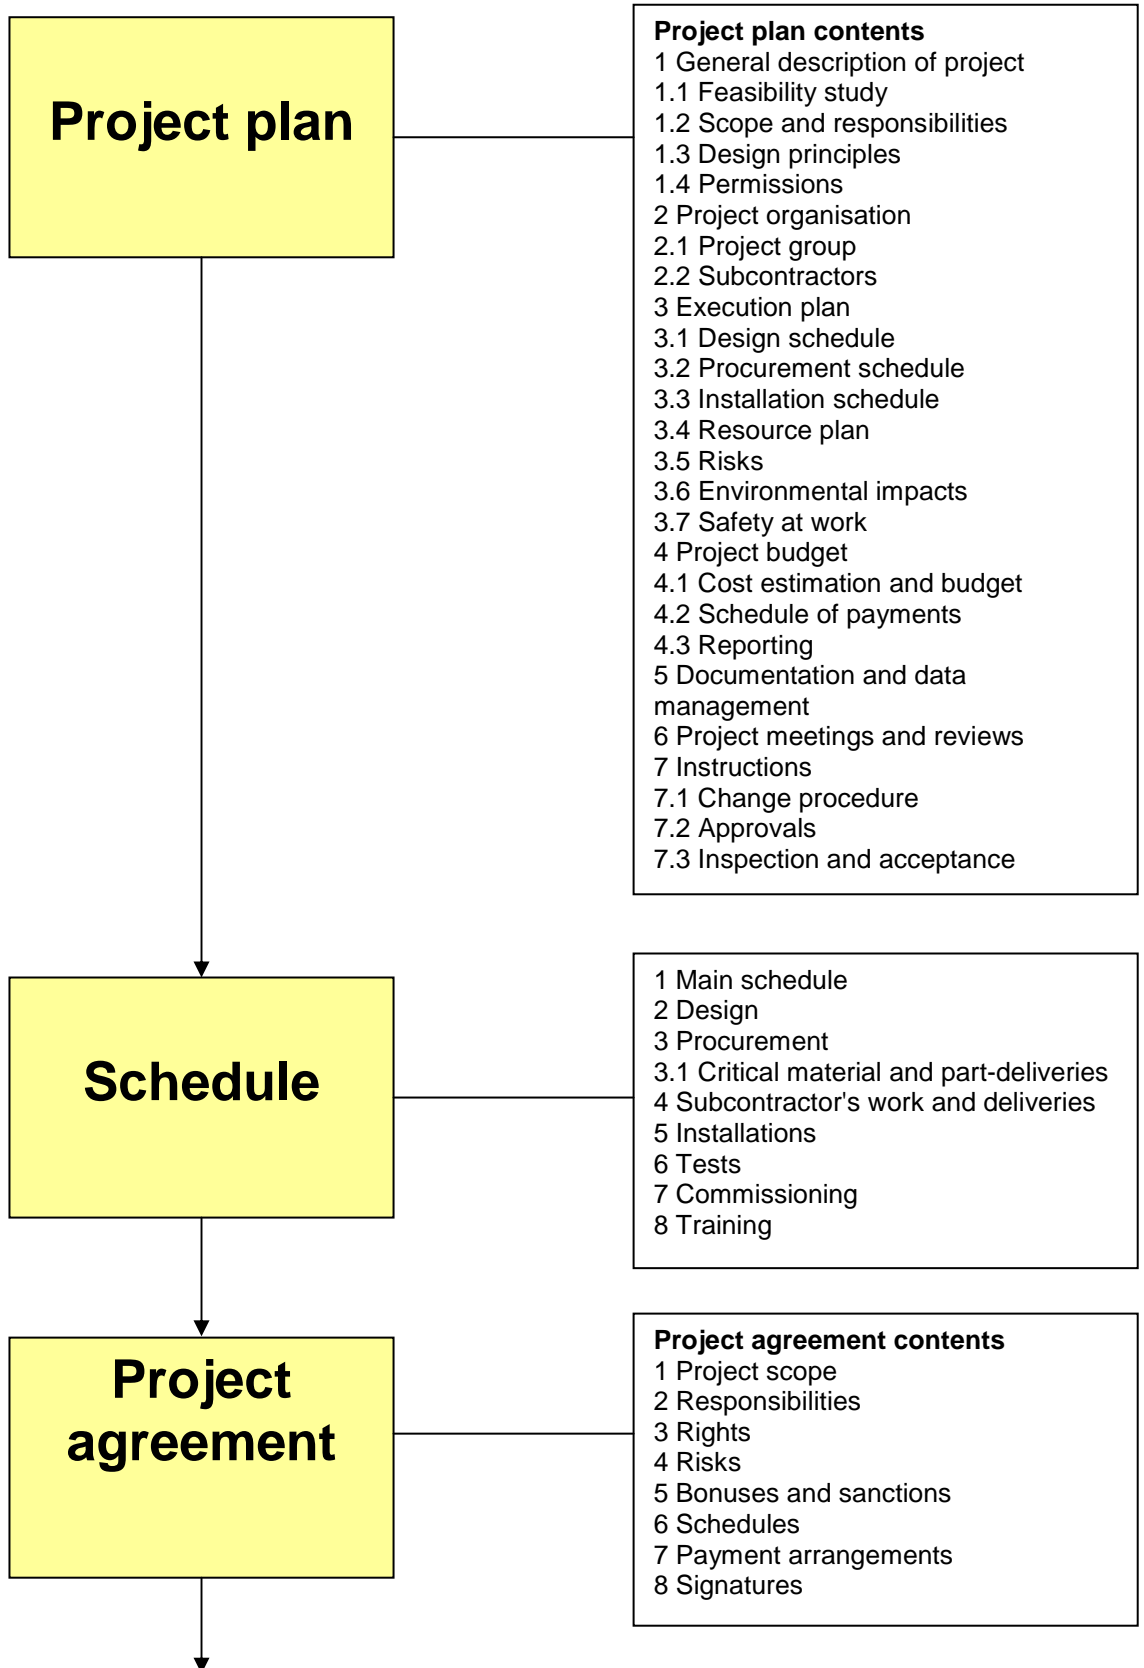 Project plan
Project plan contents
1 General description of project
1.1 Feasibility study
1.2 Scope and responsibilities
1.3 Design principles
1.4 Permissions
2 Project organisation
2.1 Project group
2.2 Subcontractors
3 Execution plan
3.1 Design schedule
3.2 Procurement schedule
3.3 Installation schedule
3.4 Resource plan
3.5 Risks
3.6 Environmental impacts
3.7 Safety at work
4 Project budget
4.1 Cost estimation and budget
4.2 Schedule of payments
4.3 Reporting
5 Documentation and data
management
6 Project meetings and reviews
7 Instructions
7.1 Change procedure
7.2 Approvals
7.3 Inspection and acceptance
Schedule
1 Main schedule
2 Design
3 Procurement
3.1 Critical material and part-deliveries
4 Subcontractor's work and deliveries
5 Installations
6 Tests
7 Commissioning
8 Training
Project
agreement
Project agreement contents
1 Project scope
2 Responsibilities
3 Rights
4 Risks
5 Bonuses and sanctions
6 Schedules
7 Payment arrangements
8 Signatures